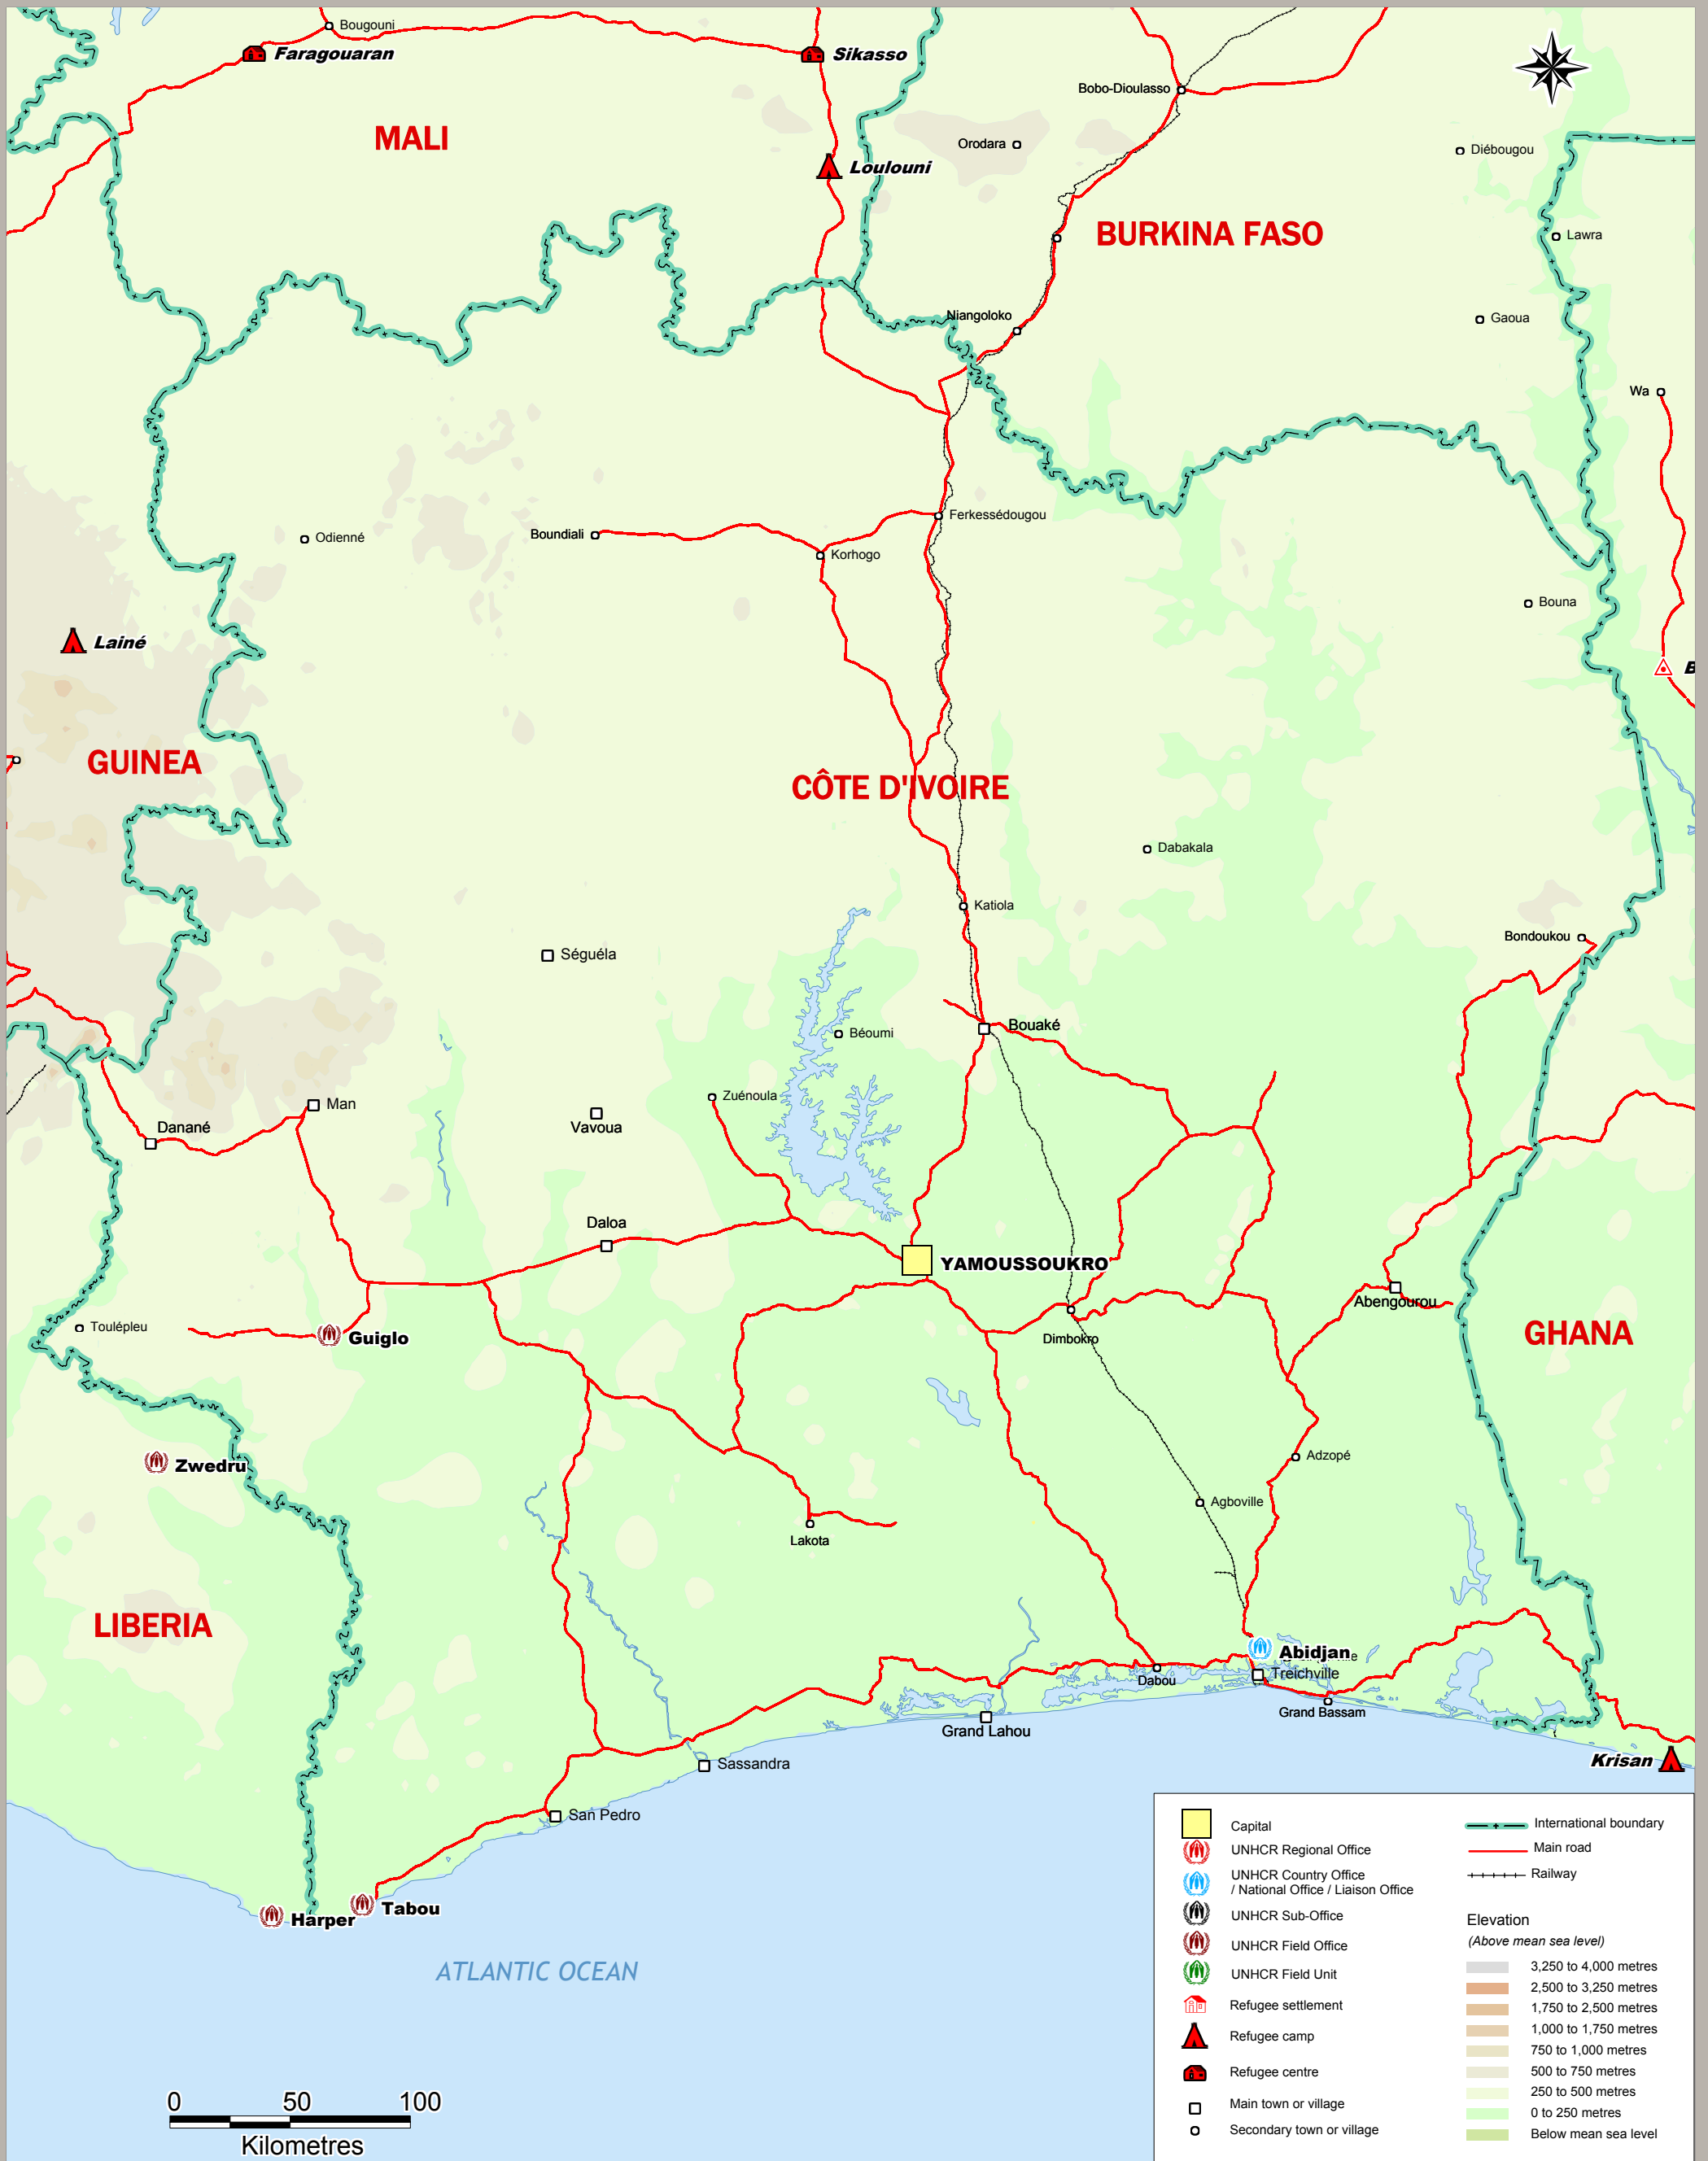 Bougouni
Faragouaran
Sikasso
Bobo-Dioulasso
MALI
Orodara
Diébougou
Loulouni
BURKINA FASO
Lawra
Niangoloko
Gaoua
Wa
Ferkessédougou
Odienné
Boundiali
Korhogo
Bouna
Lainé
B
GUINEA
CÔTE D'IVOIRE
Dabakala
Katiola
Bondoukou
Séguéla
Bouaké
Béoumi
Zuénoula
Man
Danané
Vavoua
Daloa
YAMOUSSOUKRO
Abengourou
Toulépleu
Guiglo
Dimbokro
GHANA
Zwedru
Adzopé
Agboville
Lakota
LIBERIA
Abidjan
Treichville
Dabou
Grand Bassam
Grand Lahou
Krisan
Sassandra
San Pedro
Tabou
Harper
ATLANTIC OCEAN
0 50 100
Kilometres
Capital
UNHCR Regional Office
UNHCR Country Office
/ National Office / Liaison Office
UNHCR Sub-Office
UNHCR Field Office
UNHCR Field Unit
Refugee settlement
Refugee camp
Refugee centre
Main town or village
Secondary town or village
International boundary
Main road
Railway
Elevation
(Above mean sea level)
3,250 to 4,000 metres
2,500 to 3,250 metres
1,750 to 2,500 metres
1,000 to 1,750 metres
750 to 1,000 metres
500 to 750 metres
250 to 500 metres
0 to 250 metres
Below mean sea level